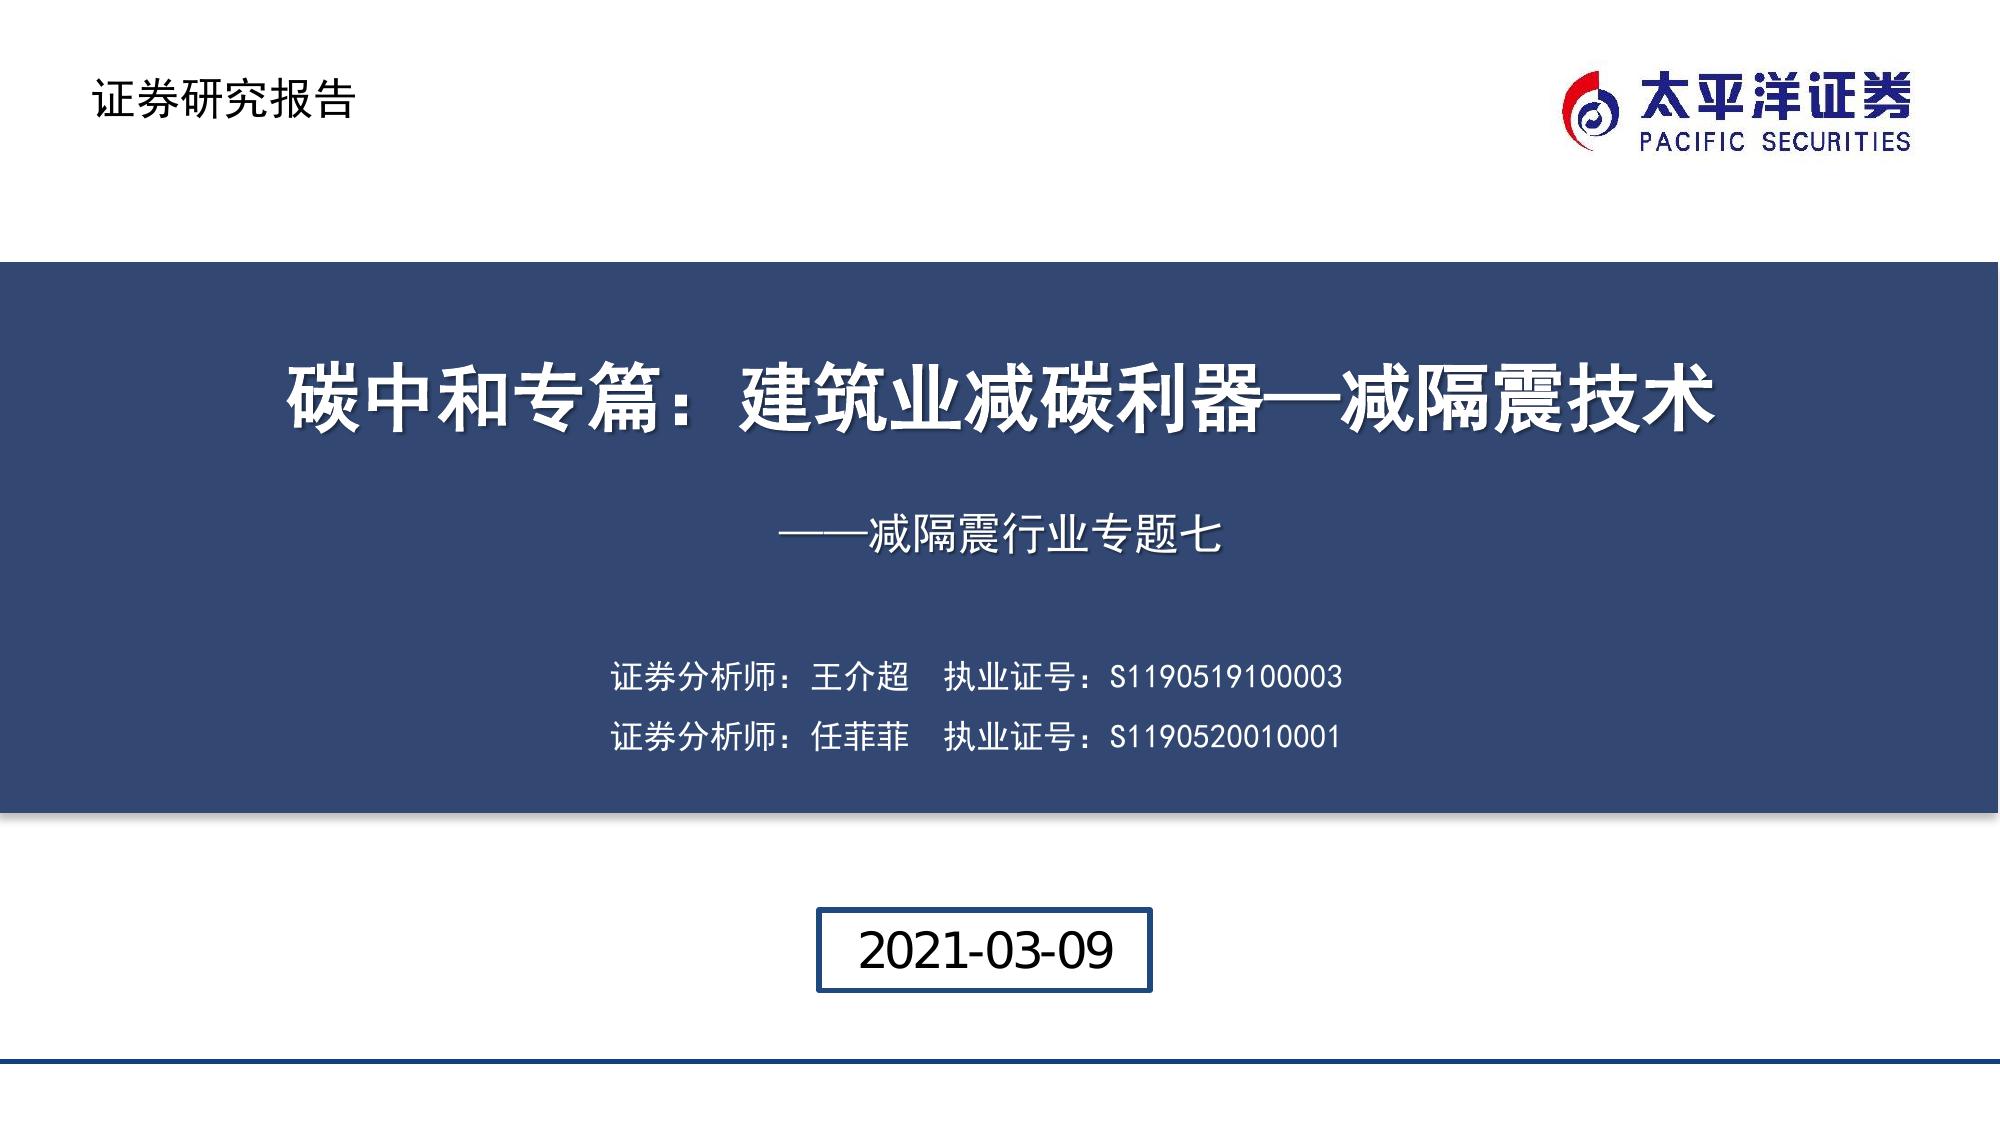 证券研究报告
太平洋证券
PACIFIC SECURITIES
碳中和专篇：建筑业减碳利器—减隔震技术
——减隔震行业专题七
证券分析师：王介超 执业证号：S1190519100003
证券分析师：任菲菲 执业证号：S1190520010001
2021-03-09